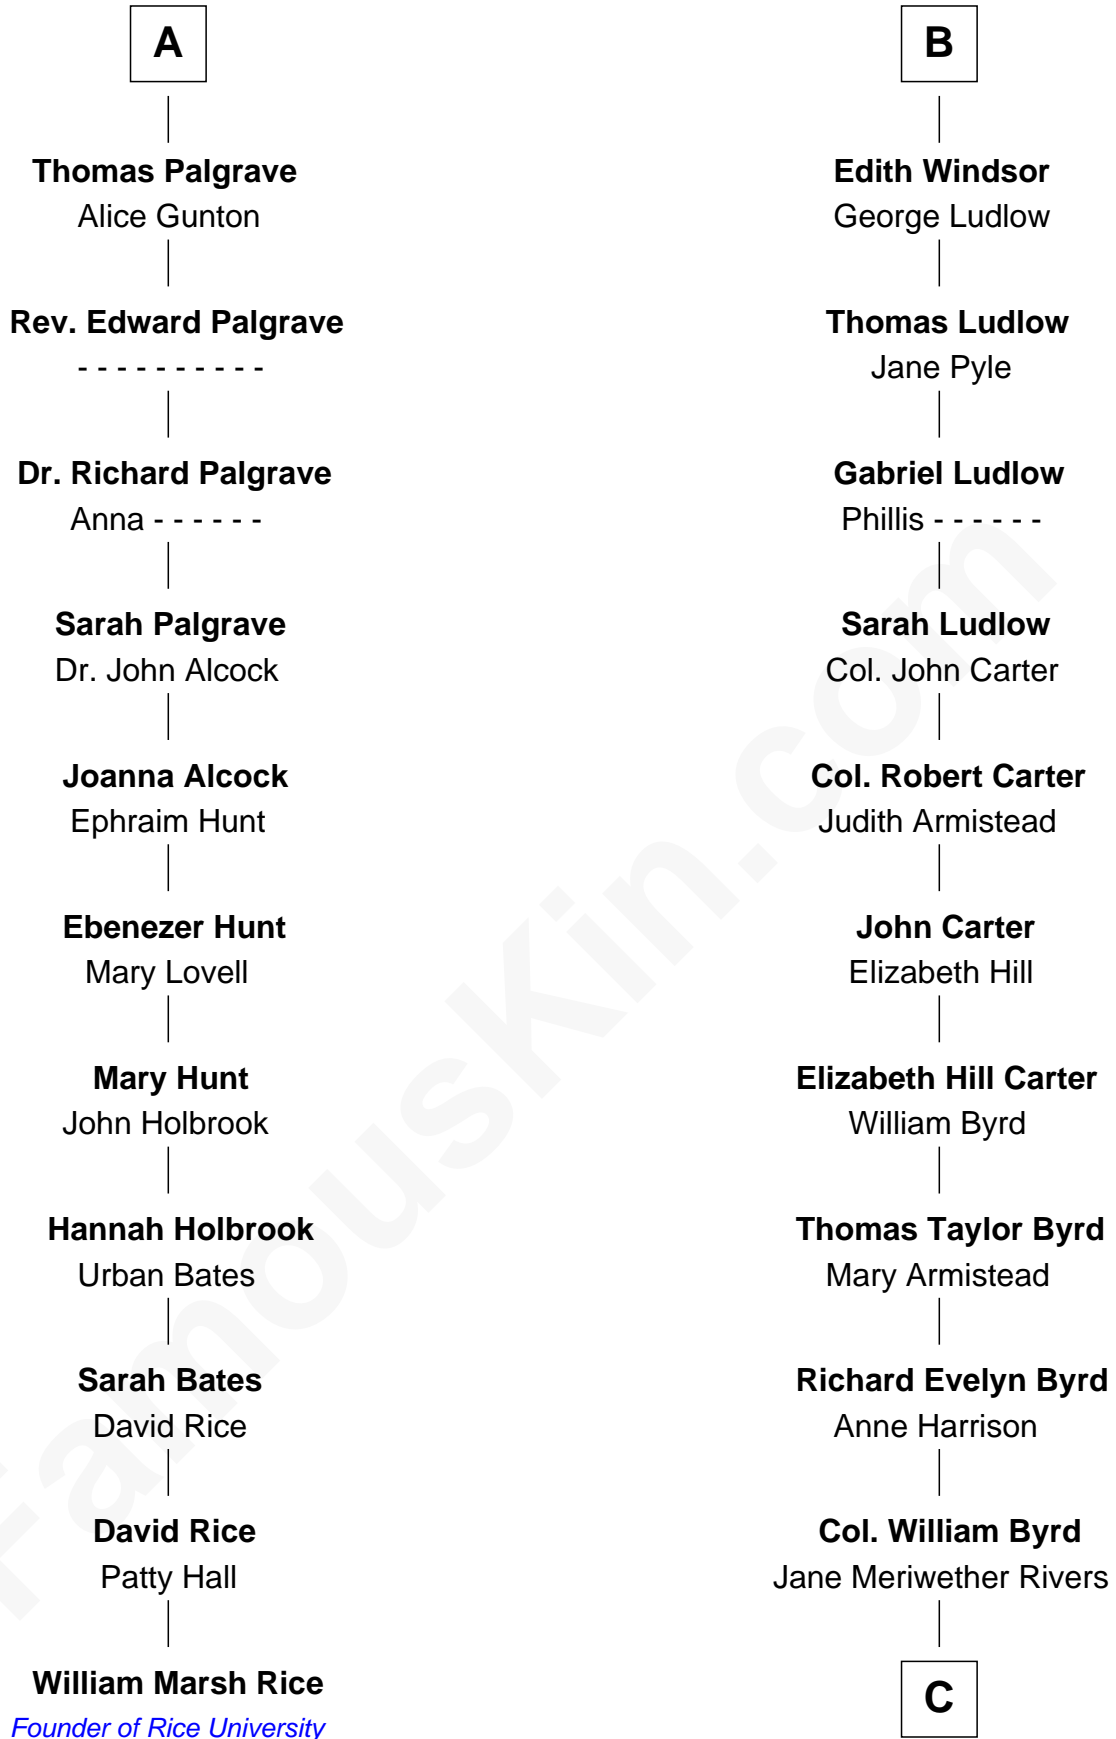 A
Thomas Palgrave
Alice Gunton
Rev. Edward Palgrave
- - - - - - - - - -
Dr. Richard Palgrave
Anna - - - - - -
Sarah Palgrave
Dr. John Alcock
Joanna Alcock
Ephraim Hunt
Ebenezer Hunt
Mary Lovell
Mary Hunt
John Holbrook
Hannah Holbrook
Urban Bates
Sarah Bates
David Rice
David Rice
Patty Hall
William Marsh Rice
Founder of Rice University
B
Edith Windsor
George Ludlow
Thomas Ludlow
Jane Pyle
Gabriel Ludlow
Phillis - - - - - -
Sarah Ludlow
Col. John Carter
Col. Robert Carter
Judith Armistead
John Carter
Elizabeth Hill
Elizabeth Hill Carter
William Byrd
Thomas Taylor Byrd
Mary Armistead
Richard Evelyn Byrd
Anne Harrison
Col. William Byrd
Jane Meriwether Rivers
C
FamousKin.com